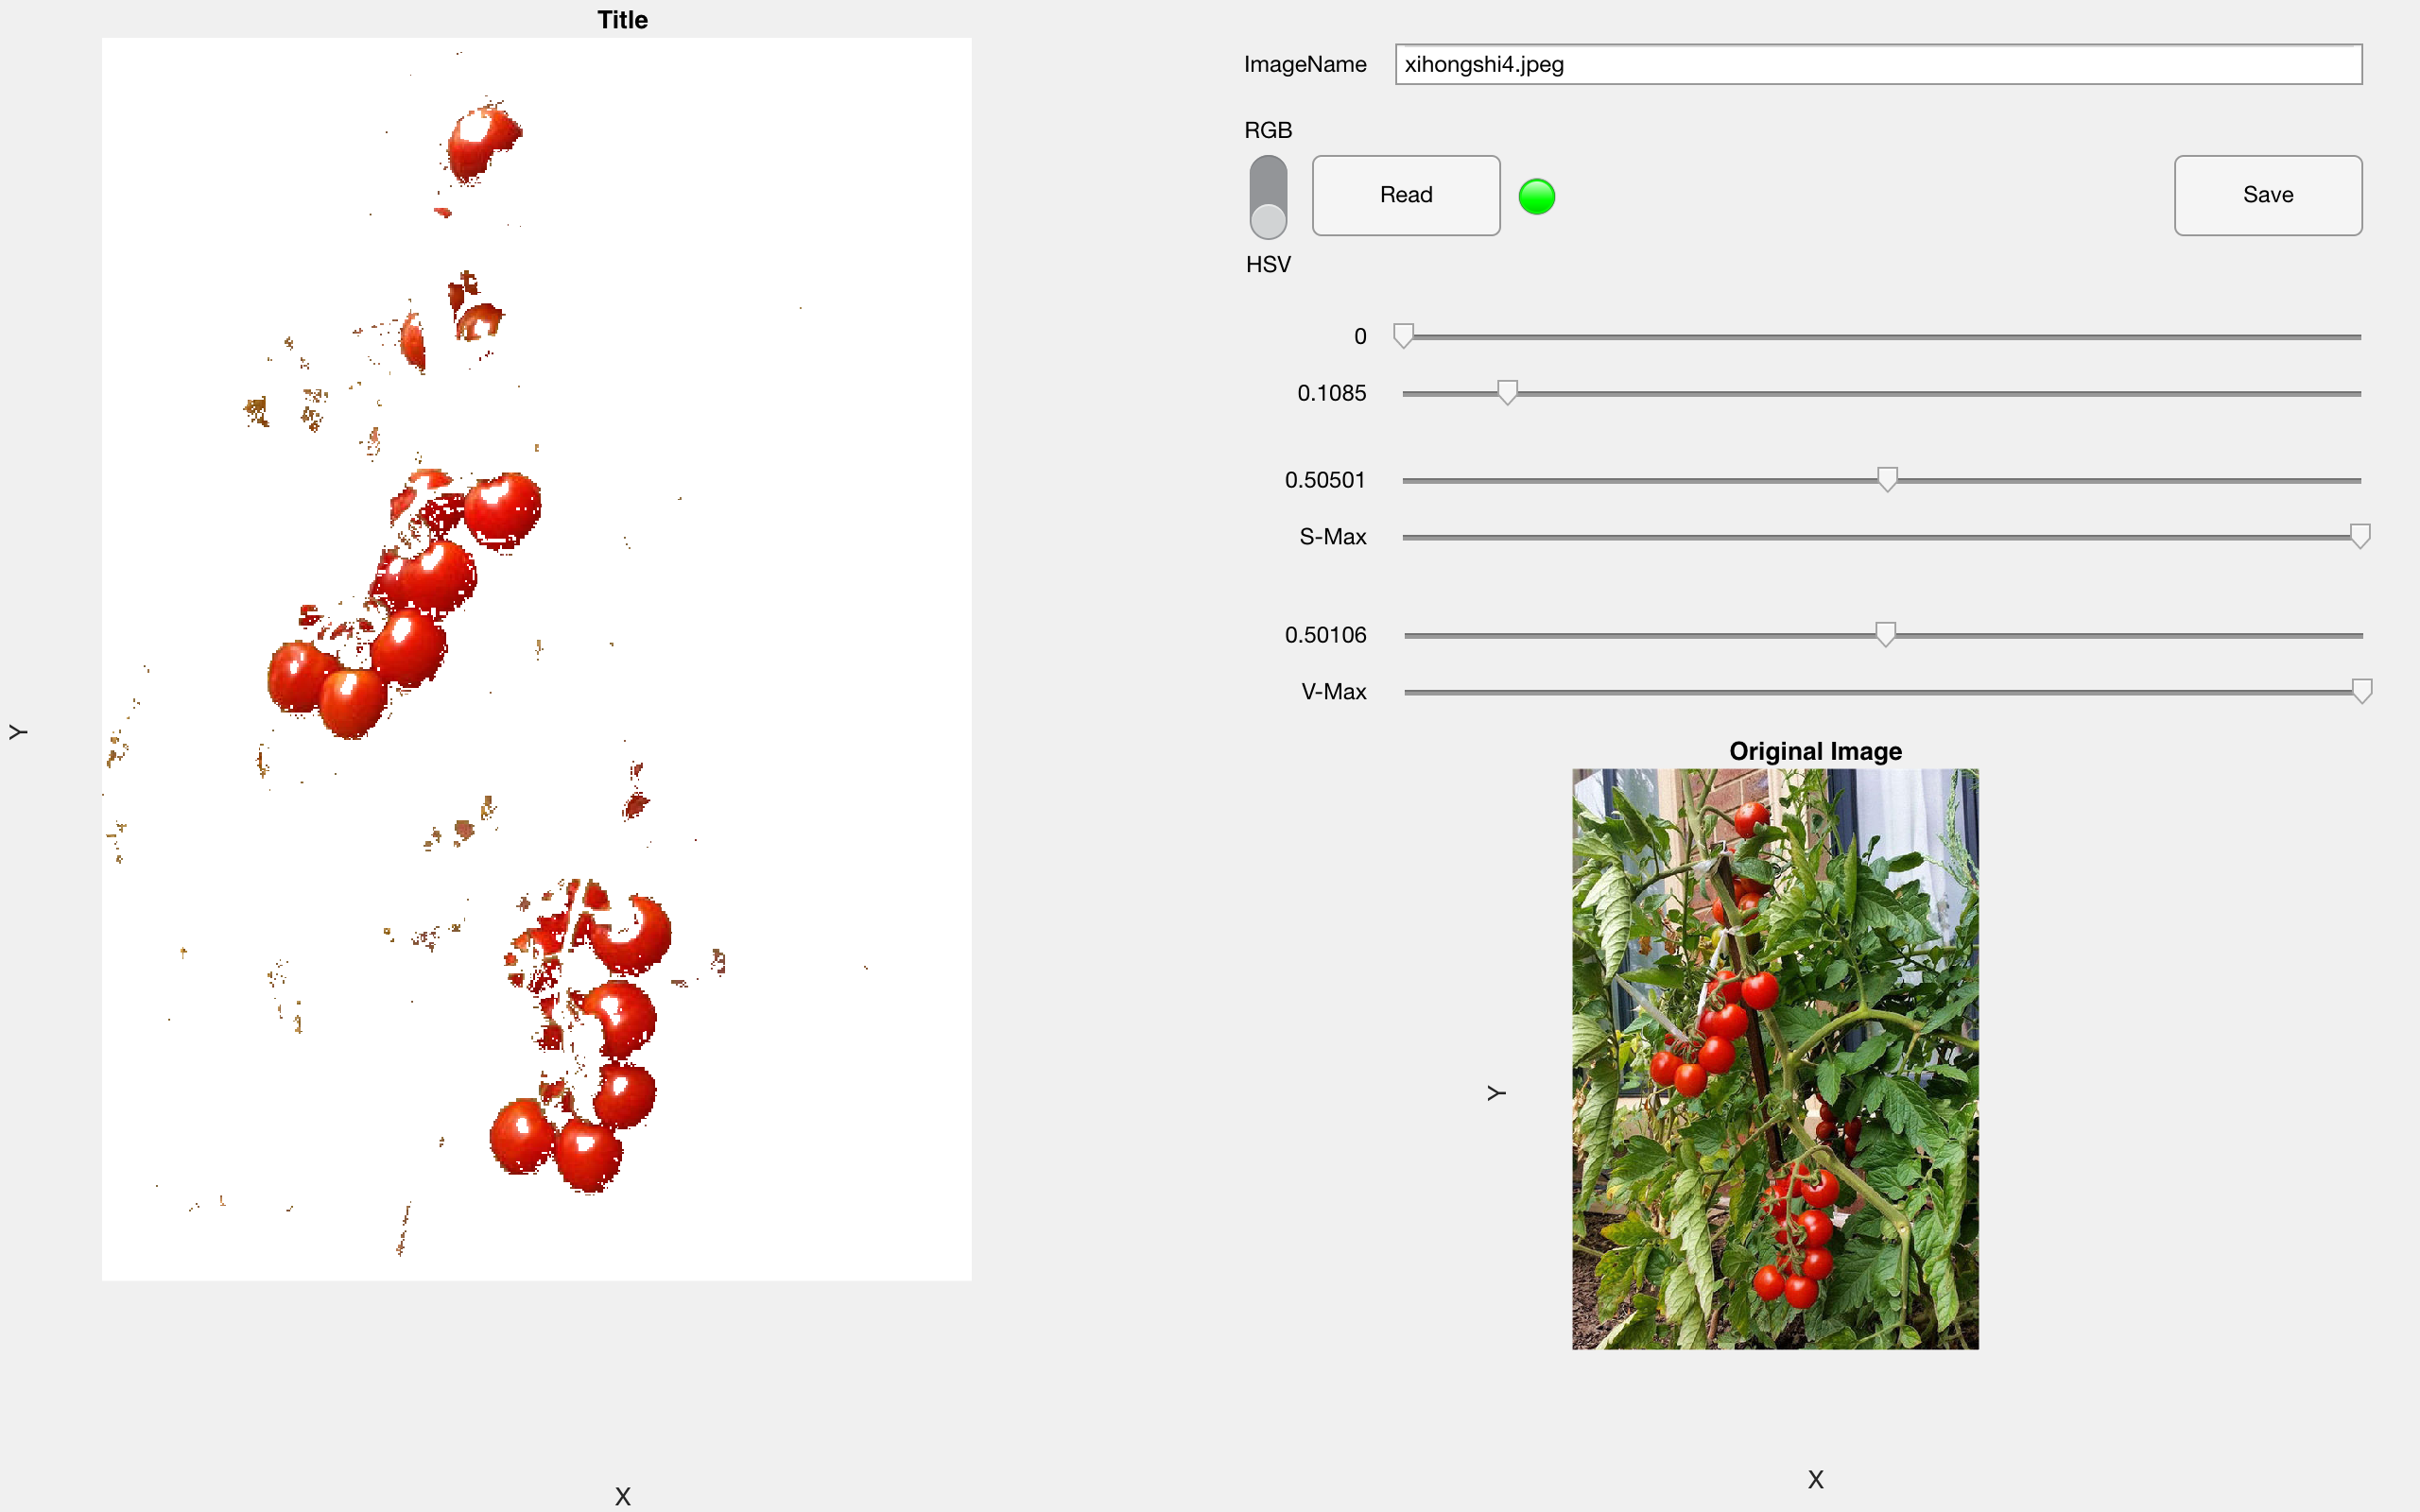 Title
Y
X
ImageName
xihongshi4.jpeg
RGB
HSV
Read
Save
0
0.1085
0.50501
S-Max
0.50106
V-Max
Original Image
Y
X